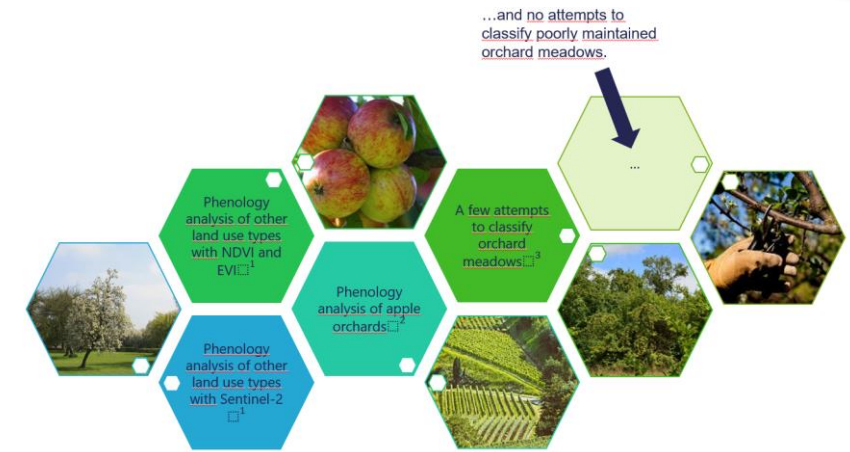 …and no attempts to
classify poorly maintained
orchard meadows.
...
Phenology
analysis of other
land use types
with NDVI and
EVI⬚1
A few attempts
to classify
orchard
meadows⬚3
Phenology
analysis of apple
orchards⬚2
Phenology
analysis of other
land use types
with Sentinel-2
⬚1